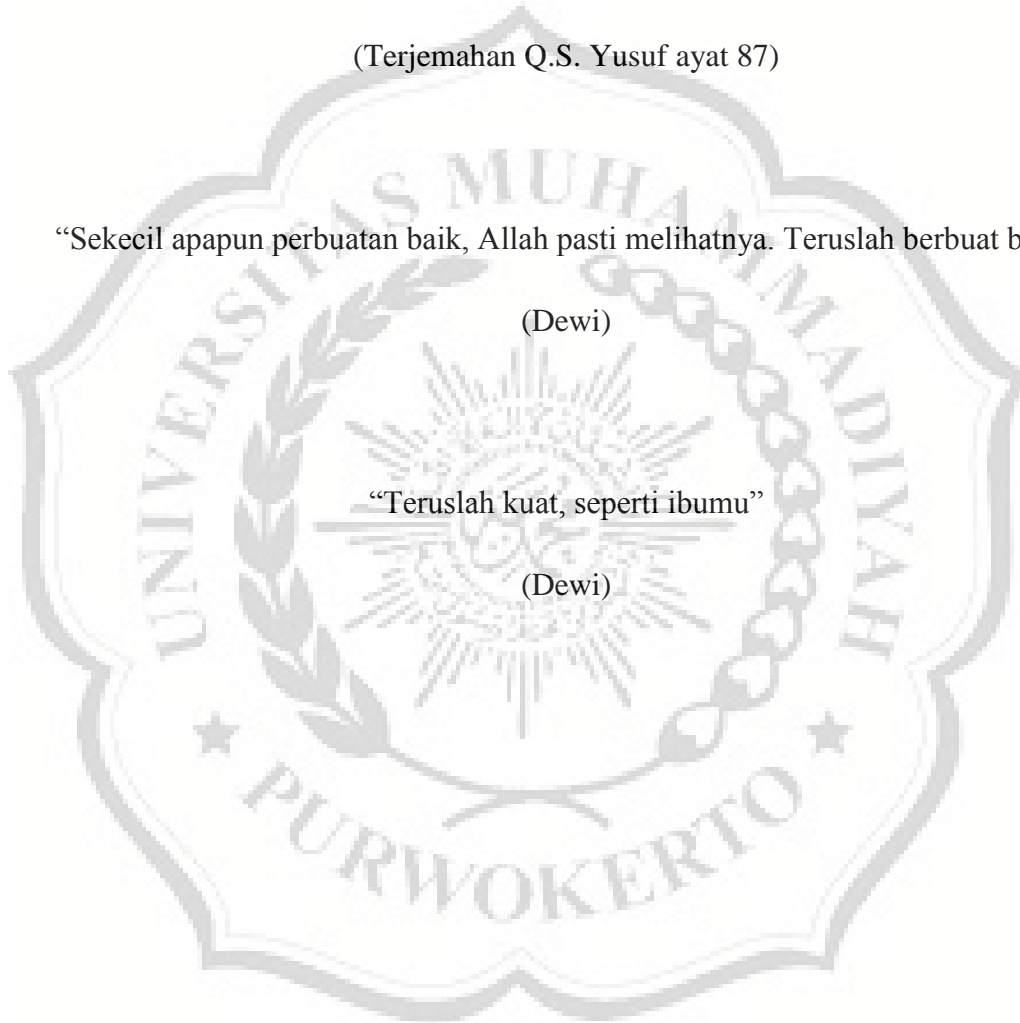 (Terjemahan Q.S. Yusuf ayat 87)
“Sekecil apapun perbuatan baik, Allah pasti melihatnya. Teruslah berbuat
(Dewi)
“Teruslah kuat, seperti ibumu”
(Dewi)
UNIVERSITAS MUHAMMADIYAH
PURWOKERTO